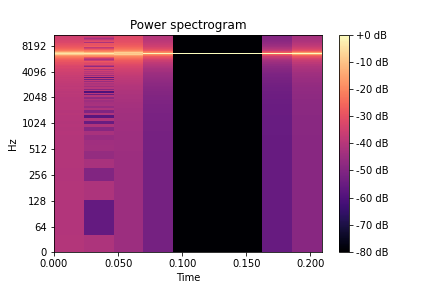 Power spectrogram
Hz
8192
4096
2048
1024
512
256
128
64
0
0.000 0.050 0.100 0.150 0.200
Time
+0 dB
-10 dB
-20 dB
-30 dB
-40 dB
-50 dB
-60 dB
-70 dB
-80 dB